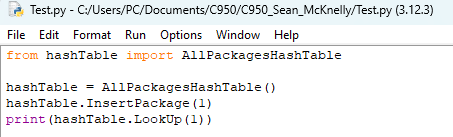 Test.py - C:/Users/PC/Documents/C950/C950_Sean_McKnelly/Test.py (3.12.3)
File Edit Format Run Options Window Help
from hashTable import AllPackagesHashTable
hashTable = AllPackagesHashTable()
hashTable.InsertPackage(1)
print(hashTable.LookUp(1))